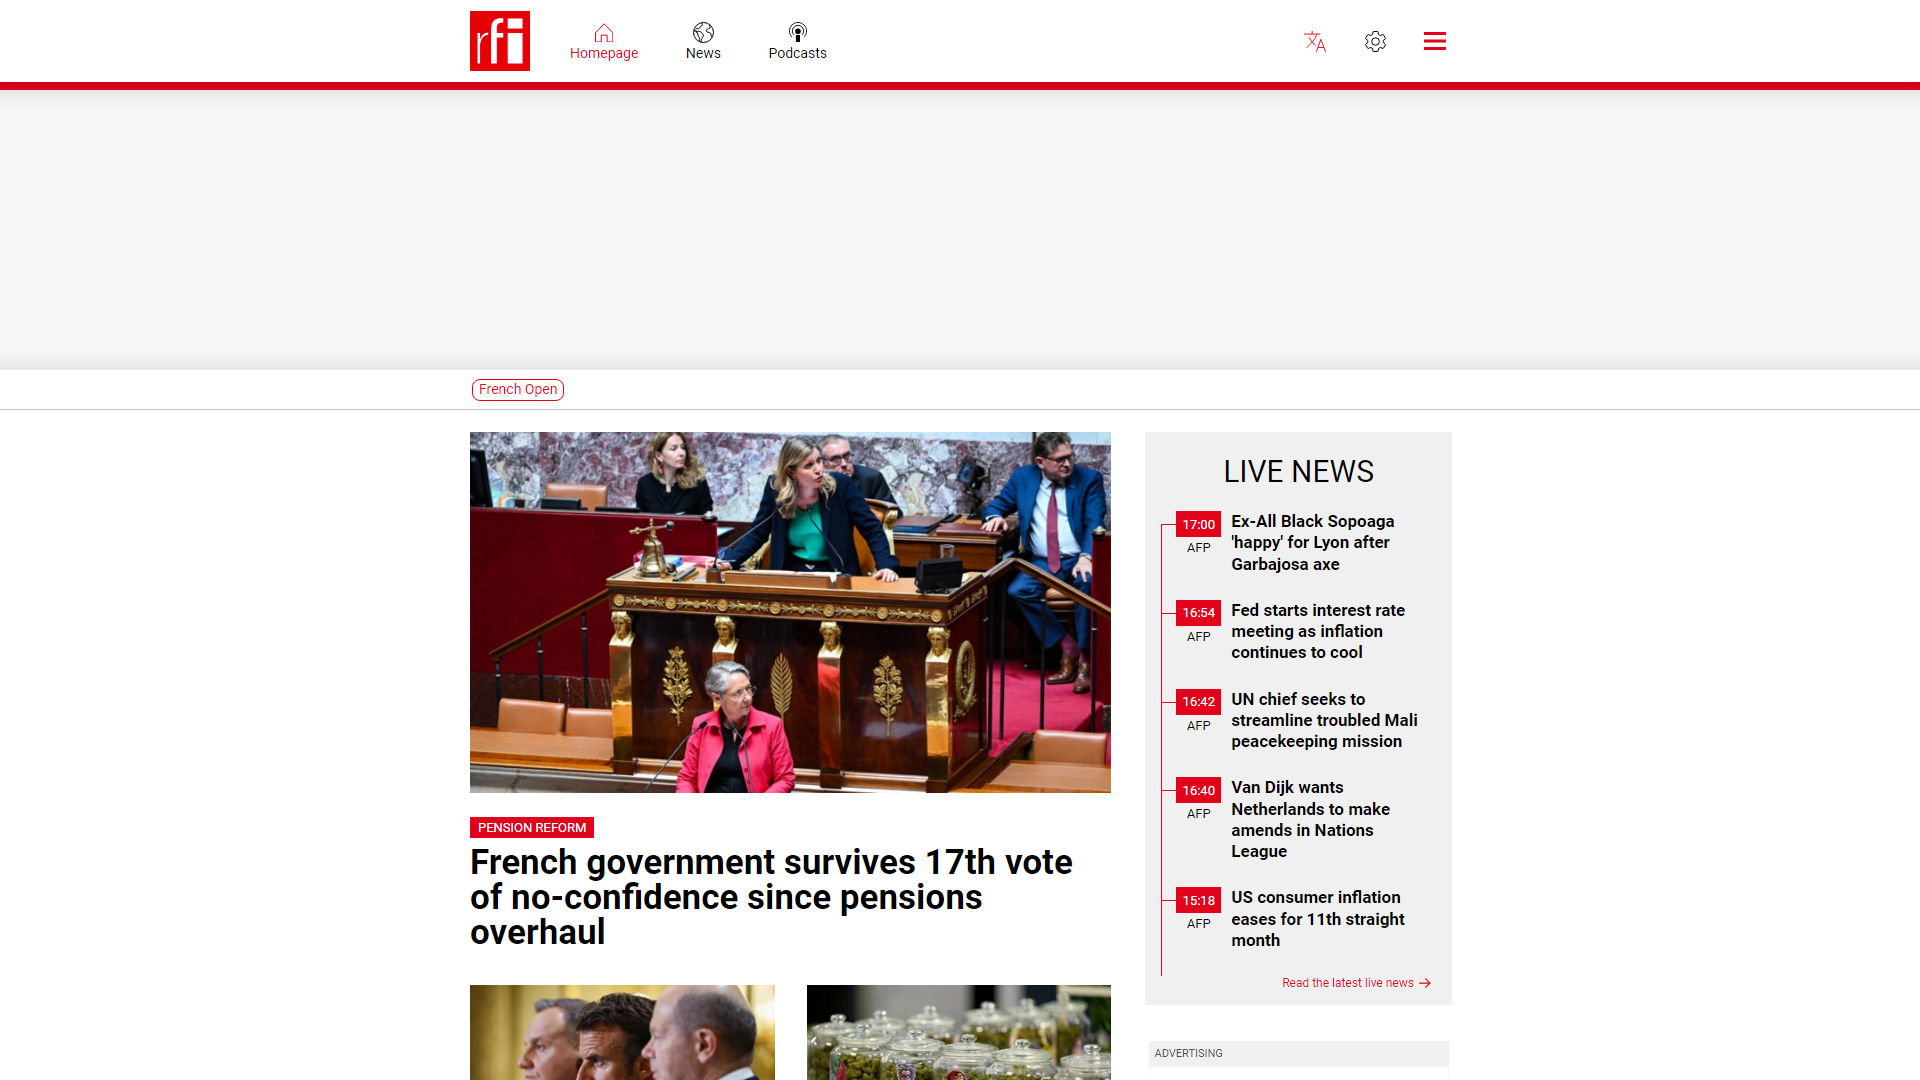 rfi
Homepage
News
Podcasts
French Open
PENSION REFORM
French government survives 17th vote
of no-confidence since pensions
overhaul
LIVE NEWS
17:00
AFP
Ex-All Black Sopoaga
'happy' for Lyon after
Garbajosa axe
16:54
AFP
Fed starts interest rate
meeting as inflation
continues to cool
16:42
AFP
UN chief seeks to
streamline troubled Mali
peacekeeping mission
16:40
AFP
Van Dijk wants
Netherlands to make
amends in Nations
League
15:18
AFP
US consumer inflation
eases for 11th straight
month
Read the latest live news
ADVERTISING